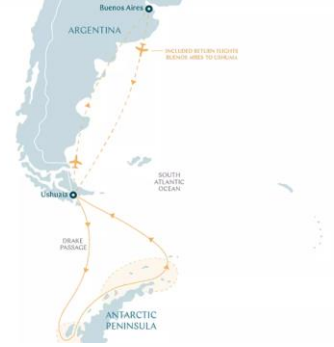 Buenos Aires
ARGENTINA
INCLUDED RETURN FLIGHTS
BUENOS AIRES TO USHUAIA
SOUTH
ATLANTIC
OCEAN
Ushuaia
DRAKE
PASSAGE
ANTARCTIC
PENINSULA